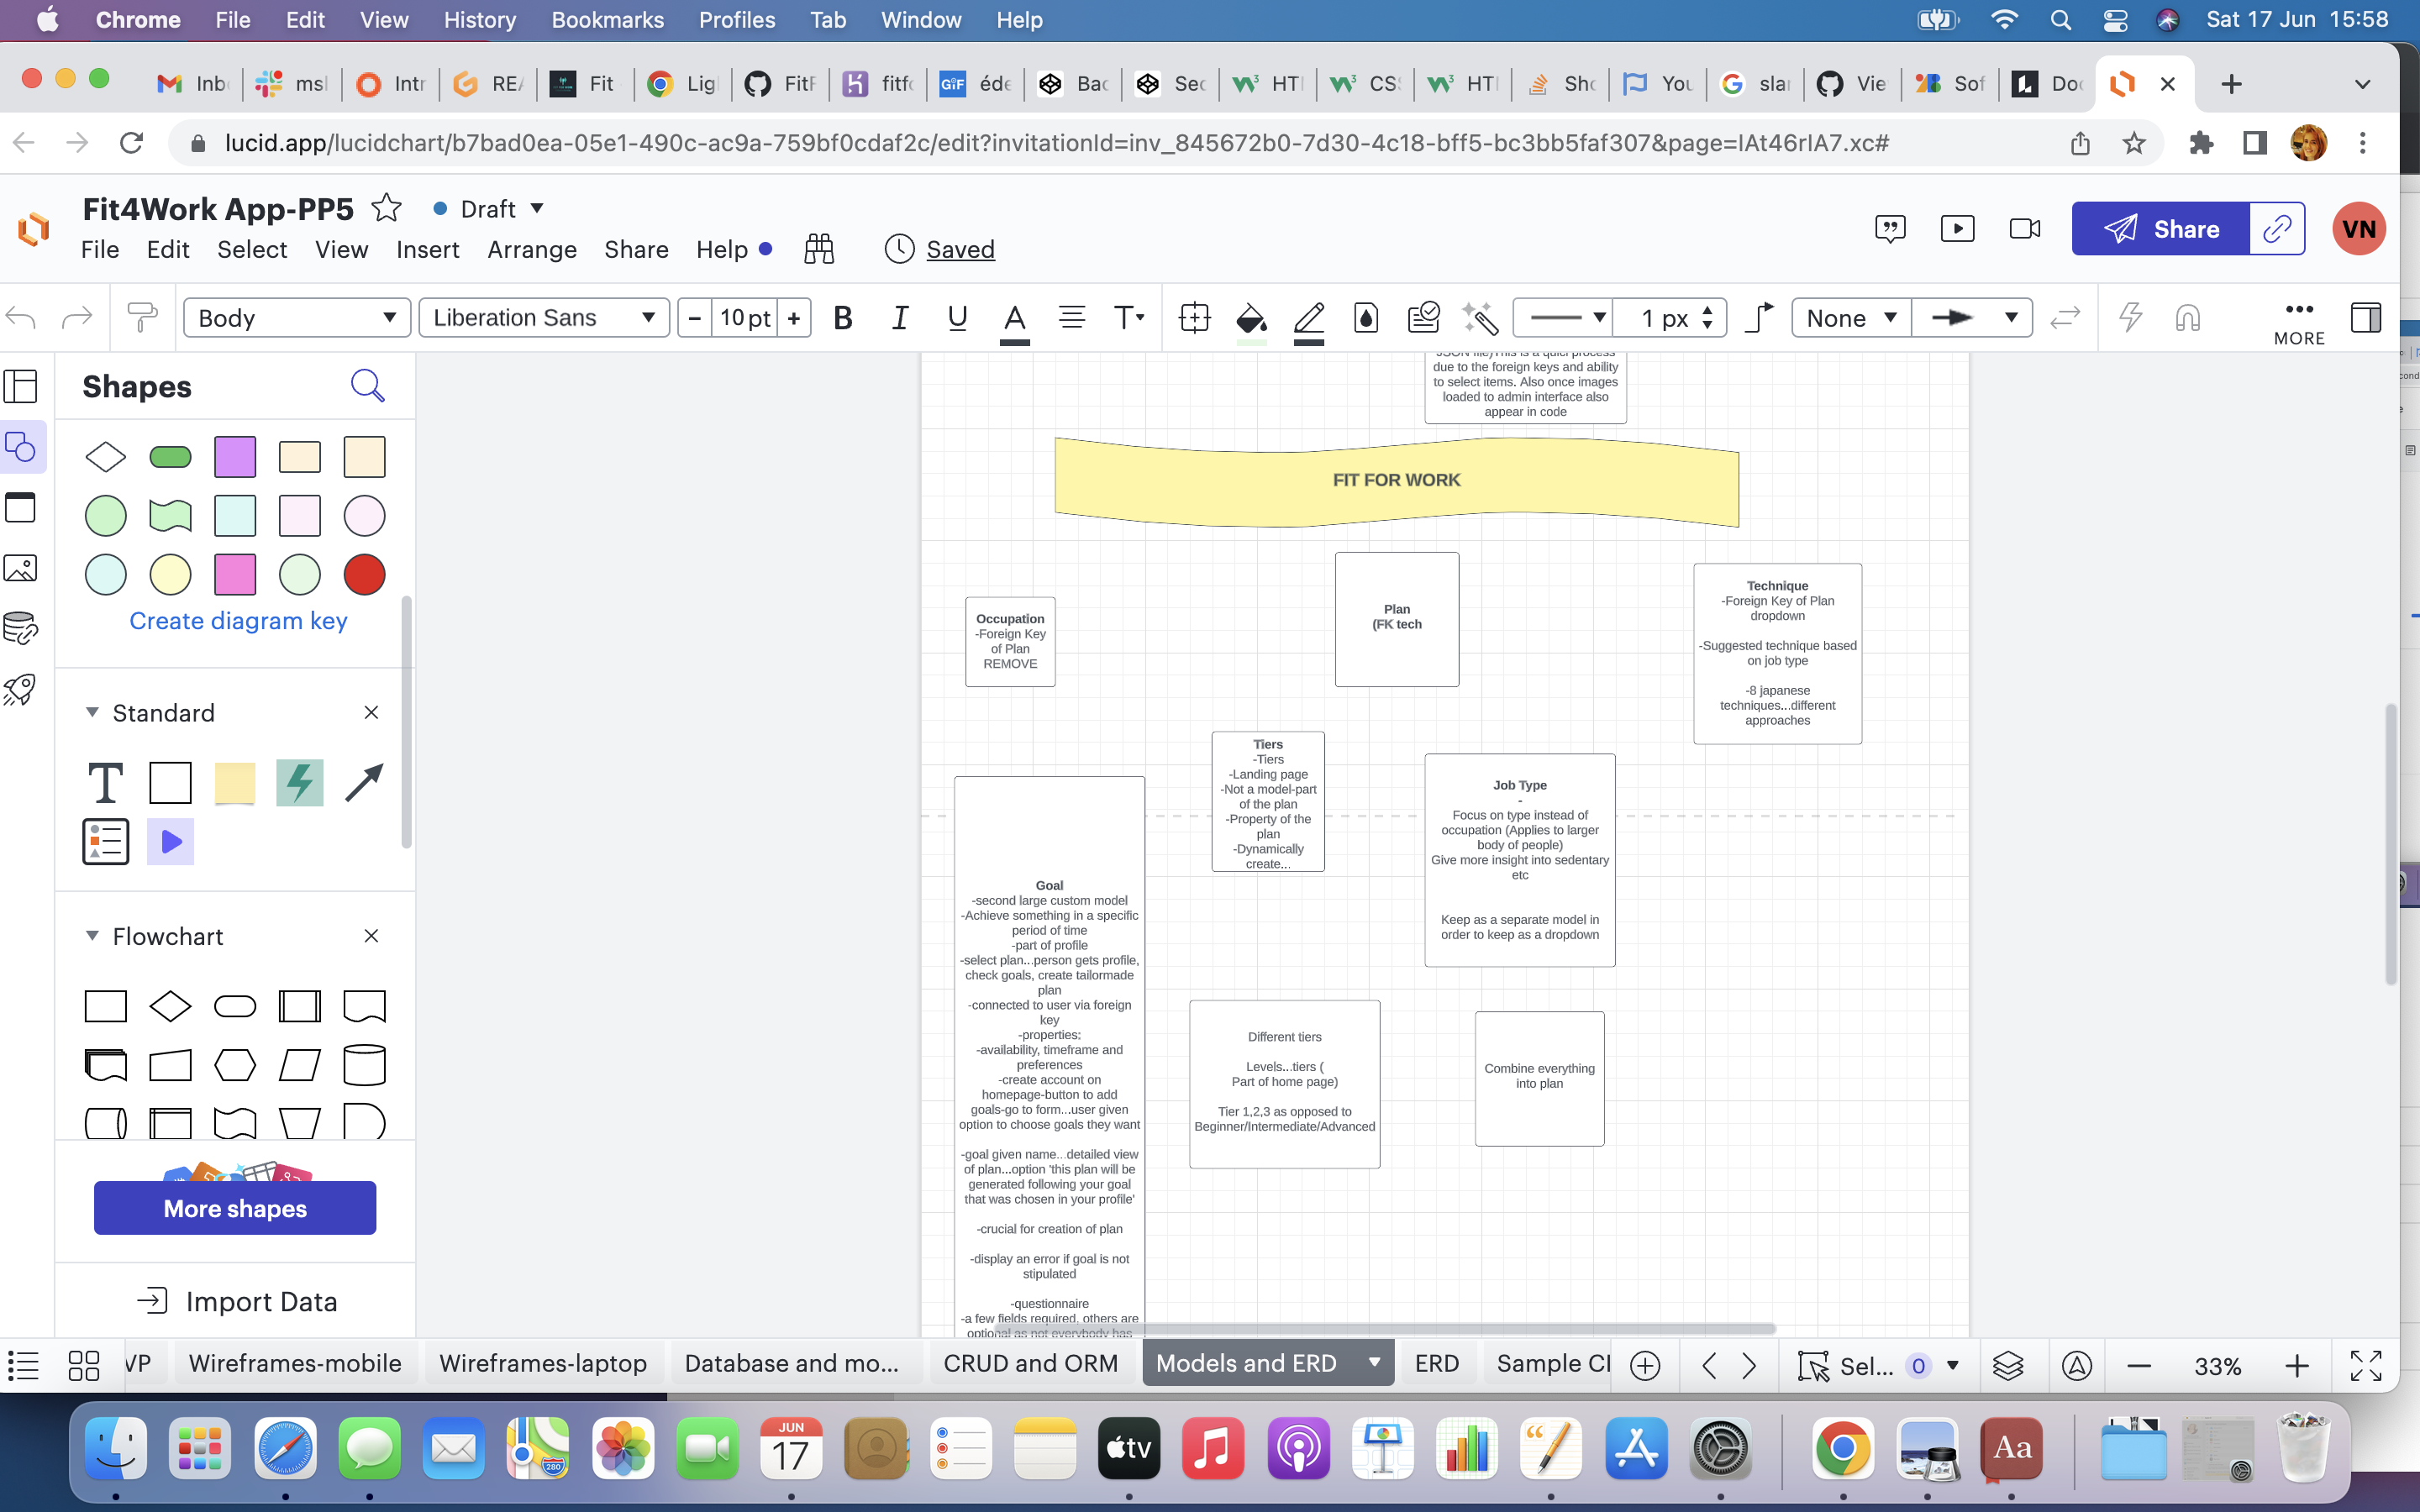 Chrome File Edit View History Bookmarks Profiles Tab Window Help
Sat 17 Jun 15:58
Inb msl Intr REA Fit Lig FitF fitfo éde Bac Sec HTI CS HTI Sho You slar Vie Sof Doc
lucid.app/lucidchart/b7bad0ea-05e1-490c-ac9a-759bf0cdaf2c/edit?invitationId=inv_845672b0-7d30-4c18-bff5-bc3bb5faf307&page=IAt46rIA7.xc#
Fit4Work App-PP5
Draft
File Edit Select View Insert Arrange Share Help
Saved
Share
VN
Body
Liberation Sans
- 10 pt +
B I U A T
1 px
None
MORE
Shapes
Create diagram key
Standard
T
Flowchart
More shapes
Import Data
JSON file)This is a quick process
due to the foreign keys and ability
to select items. Also once images
loaded to admin interface also
appear in code
FIT FOR WORK
Occupation
-Foreign Key
of Plan
REMOVE
Plan
(FK tech
Technique
-Foreign Key of Plan
dropdown
-Suggested technique based
on job type
-8 japanese
techniques...different
approaches
Tiers
-Tiers
-Landing page
-Not a model-part
of the plan
-Property of the
plan
-Dynamically
create...
Job Type
-
Focus on type instead of
occupation (Applies to larger
body of people)
Give more insight into sedentary
etc
Keep as a separate model in
order to keep as a dropdown
Goal
-second large custom model
-Achieve something in a specific
period of time
-part of profile
-select plan...person gets profile,
check goals, create tailormade
plan
-connected to user via foreign
key
-properties;
-availability, timeframe and
preferences
-create account on
homepage-button to add
goals-go to form...user given
option to choose goals they want
-goal given name...detailed view
of plan...option 'this plan will be
generated following your goal
that was chosen in your profile'
-crucial for creation of plan
-display an error if goal is not
stipulated
-questionnaire
-a few fields required, others are
optional as not everybody has
Different tiers
Levels...tiers (
Part of home page)
Tier 1,2,3 as opposed to
Beginner/Intermediate/Advanced
Combine everything
into plan
VP
Wireframes-mobile
Wireframes-laptop
Database and mo...
CRUD and ORM
Models and ERD
ERD
Sample Cl
Sel... 0
33%
JUN
17
280
tv
Aa